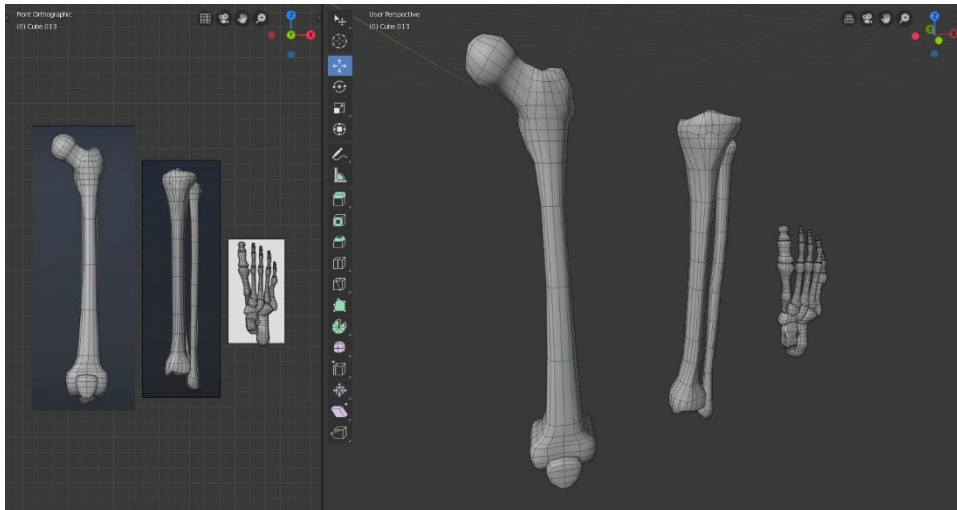 Front Orthographic
(0) Cube.013
Z
Y
X
User Perspective
(0) Cube.013
Z